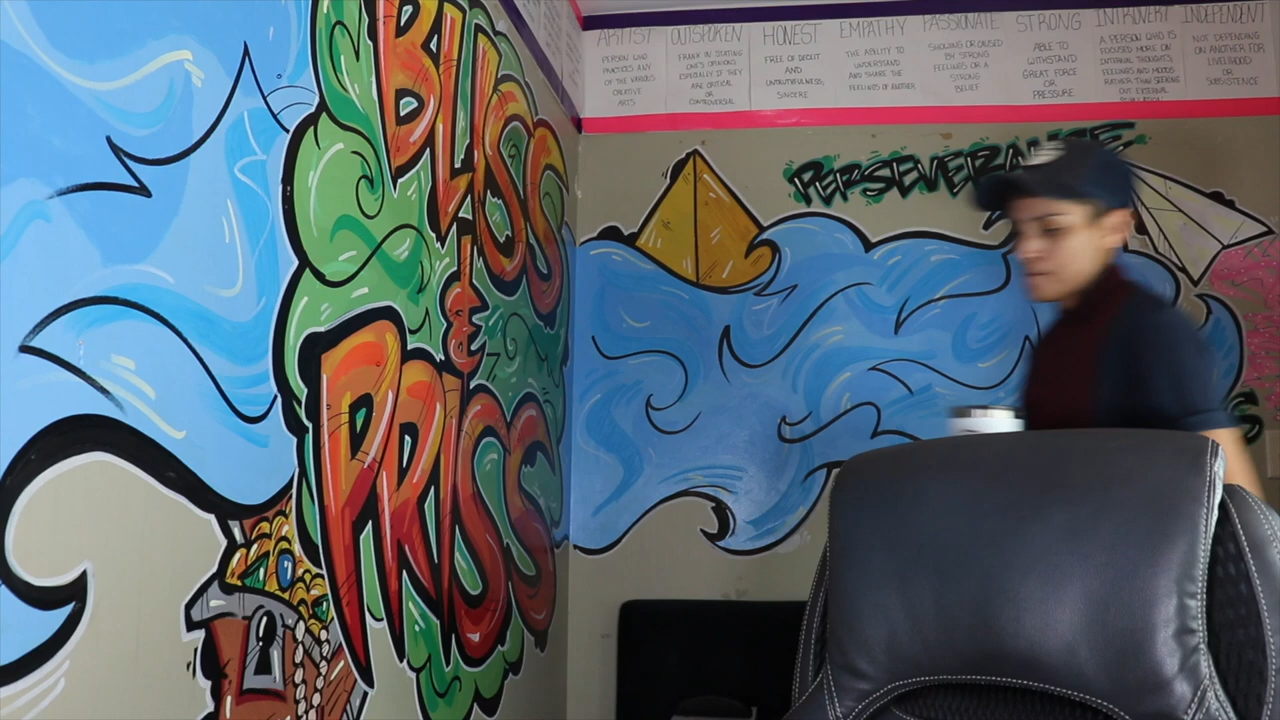 BLISS
&
PRISS
ARTIST
PERSON WHO
PRACTICES ANY
OF THE VARIOUS
CREATIVE
ARTS
OUTSPOKEN
FRANK IN STATING
ONE'S OPINIONS
ESPECIALLY IF THEY
ARE CRITICAL
OR
CONTROVERSIAL
HONEST
FREE OF DECEIT
AND
UNTRUTHFULNESS;
SINCERE
EMPATHY
THE ABILITY TO
UNDERSTAND
AND SHARE THE
FEELINGS OF ANOTHER
PASSIONATE
SHOWING OR CAUSED
BY STRONG
FEELINGS OR A
STRONG
BELIEF
STRONG
ABLE TO
WITHSTAND
GREAT FORCE
OR
PRESSURE
INTROVERT
A PERSON WHO IS
FOCUSED MORE ON
INTERNAL THOUGHTS,
FEELINGS AND MOODS
RATHER THAN SEEKING
OUT EXTERNAL
INDEPENDENT
NOT DEPENDING
ON ANOTHER FOR
LIVELIHOOD
OR
SUBSISTENCE
PERSEVERANCE